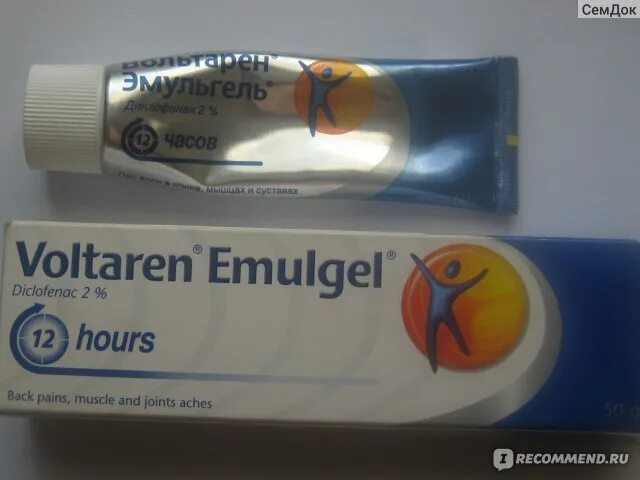 СемДок
Вольтарен®
Эмульгель®
Диклофенак 2 %
12 часов
мышцах и суставах
Voltaren® Emulgel®
Diclofenac 2 %
12 hours
Back pains, muscle and joints aches
50
I RECOMMEND.RU